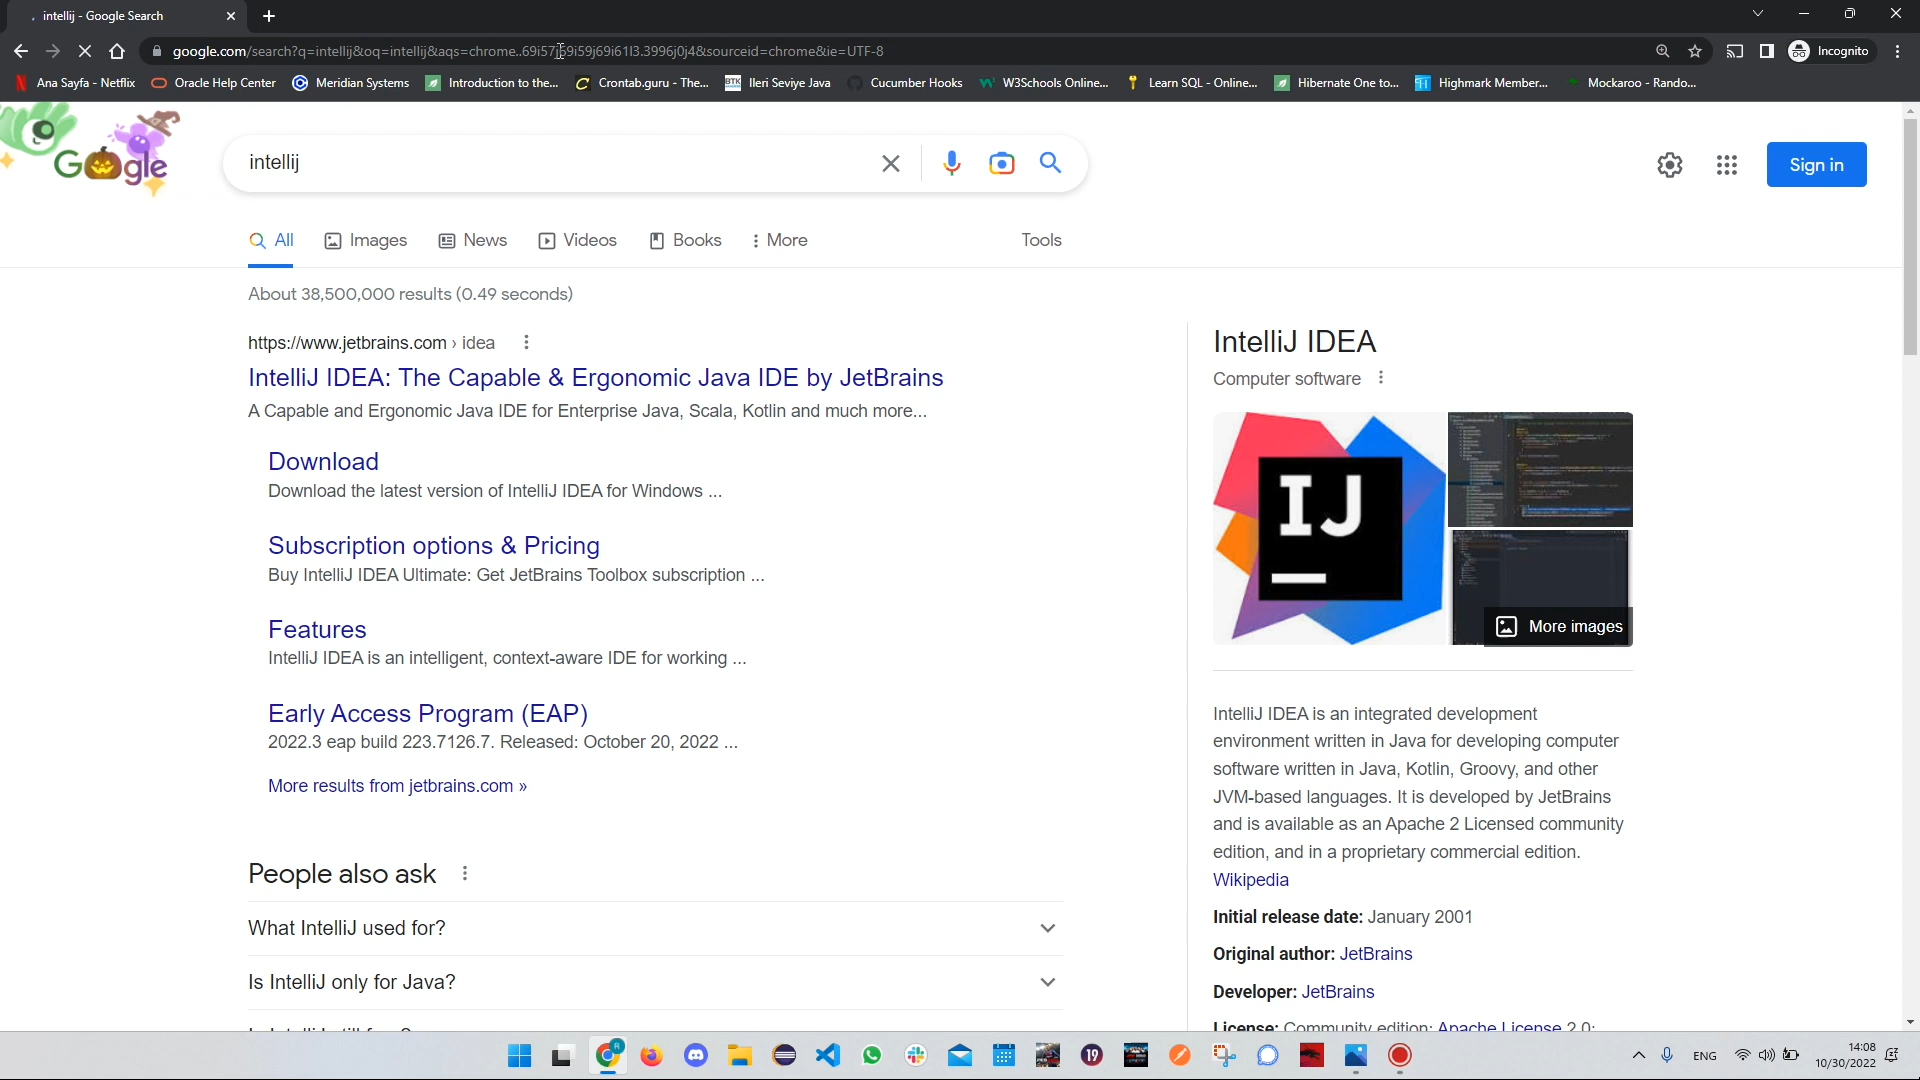 intellij - Google Search
google.com/search?q=intellij&oq=intellij&aqs=chrome..69i57j69i59j69i61l3.3996j0j4&sourceid=chrome&ie=UTF-8
Incognito
Ana Sayfa - Netflix Oracle Help Center Meridian Systems Introduction to the... Crontab.guru - The... Ileri Seviye Java Cucumber Hooks W3Schools Online... Learn SQL - Online... Hibernate One to... Highmark Member... Mockaroo - Rando...
Google
intellij
Sign in
All Images News Videos Books More Tools
About 38,500,000 results (0.49 seconds)
https://www.jetbrains.com › idea
IntelliJ IDEA: The Capable & Ergonomic Java IDE by JetBrains
A Capable and Ergonomic Java IDE for Enterprise Java, Scala, Kotlin and much more...
Download
Download the latest version of IntelliJ IDEA for Windows ...
Subscription options & Pricing
Buy IntelliJ IDEA Ultimate: Get JetBrains Toolbox subscription ...
Features
IntelliJ IDEA is an intelligent, context-aware IDE for working ...
Early Access Program (EAP)
2022.3 eap build 223.7126.7. Released: October 20, 2022 ...
More results from jetbrains.com »
People also ask
What IntelliJ used for?
Is IntelliJ only for Java?
IntelliJ IDEA
Computer software
IJ
More images
IntelliJ IDEA is an integrated development
environment written in Java for developing computer
software written in Java, Kotlin, Groovy, and other
JVM-based languages. It is developed by JetBrains
and is available as an Apache 2 Licensed community
edition, and in a proprietary commercial edition.
Wikipedia
Initial release date: January 2001
Original author: JetBrains
Developer: JetBrains
License: Community edition: Apache License 2.0;
19
ENG
14:08
10/30/2022